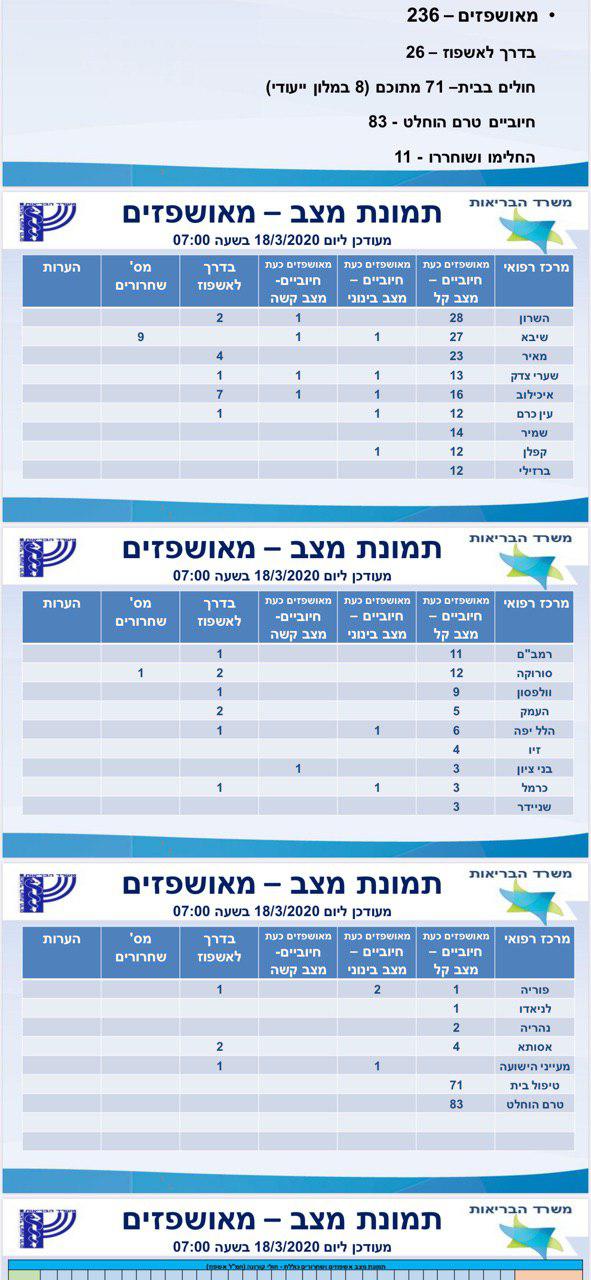 • מאושפזים – 236
בדרך לאשפוז – 26
חולים בבית– 71 מתוכם (8 במלון ייעודי)
חיוביים טרם הוחלט - 83
החלימו ושוחררו - 11
משרד הבריאות
תמונת מצב – מאושפזים
מעודכן ליום 18/3/2020 בשעה 07:00
מרכז רפואי | מאושפזים כעת חיוביים – מצב קל | מאושפזים כעת חיוביים – מצב בינוני | מאושפזים כעת חיוביים- מצב קשה | בדרך לאשפוז | מס' שחרורים | הערות
השרון 28 1 2
שיבא 27 1 1 9
מאיר 23 4
שערי צדק 13 1 1 1
איכילוב 16 1 1 7
עין כרם 12 1 1
שמיר 14
קפלן 12 1
ברזילי 12
משרד הבריאות
תמונת מצב – מאושפזים
מעודכן ליום 18/3/2020 בשעה 07:00
מרכז רפואי | מאושפזים כעת חיוביים – מצב קל | מאושפזים כעת חיוביים – מצב בינוני | מאושפזים כעת חיוביים- מצב קשה | בדרך לאשפוז | מס' שחרורים | הערות
רמב"ם 11 1
סורוקה 12 2 1
וולפסון 9 1
העמק 5 2
הלל יפה 6 1 1
זיו 4
בני ציון 3 1
כרמל 3 1 1
שניידר 3
משרד הבריאות
תמונת מצב – מאושפזים
מעודכן ליום 18/3/2020 בשעה 07:00
מרכז רפואי | מאושפזים כעת חיוביים – מצב קל | מאושפזים כעת חיוביים – מצב בינוני | מאושפזים כעת חיוביים- מצב קשה | בדרך לאשפוז | מס' שחרורים | הערות
פוריה 1 2 1
לניאדו 1
נהריה 2
אסותא 4 2
מעייני הישועה 1 1
טיפול בית 71
טרם הוחלט 83
משרד הבריאות
תמונת מצב – מאושפזים
מעודכן ליום 18/3/2020 בשעה 07:00
תמונת מצב אשפוזים ושחרורים כוללת - חולי קורונה